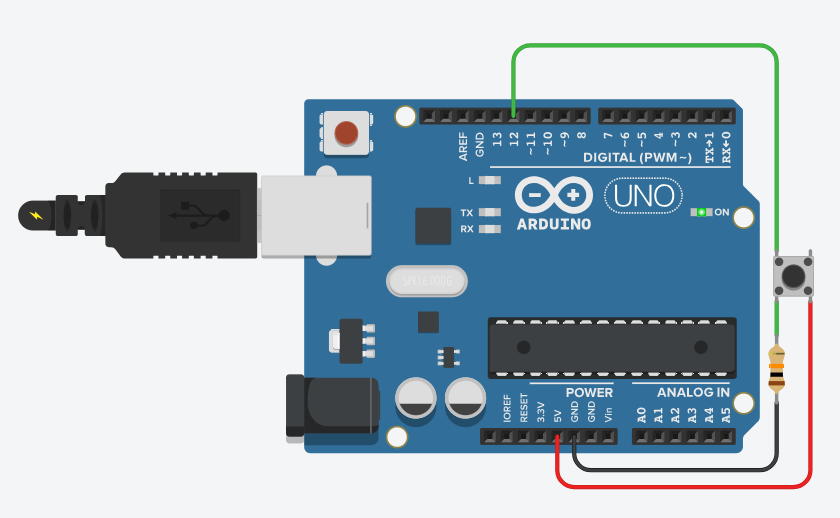 AREF
GND
13
12
~11
~10
~9
8
7
~6
~5
4
~3
2
TX→1
RX←0
DIGITAL (PWM~)
L
TX
RX
ARDUINO
UNO
ON
POWER
ANALOG IN
IOREF
RESET
3.3V
5V
GND
GND
Vin
A0
A1
A2
A3
A4
A5